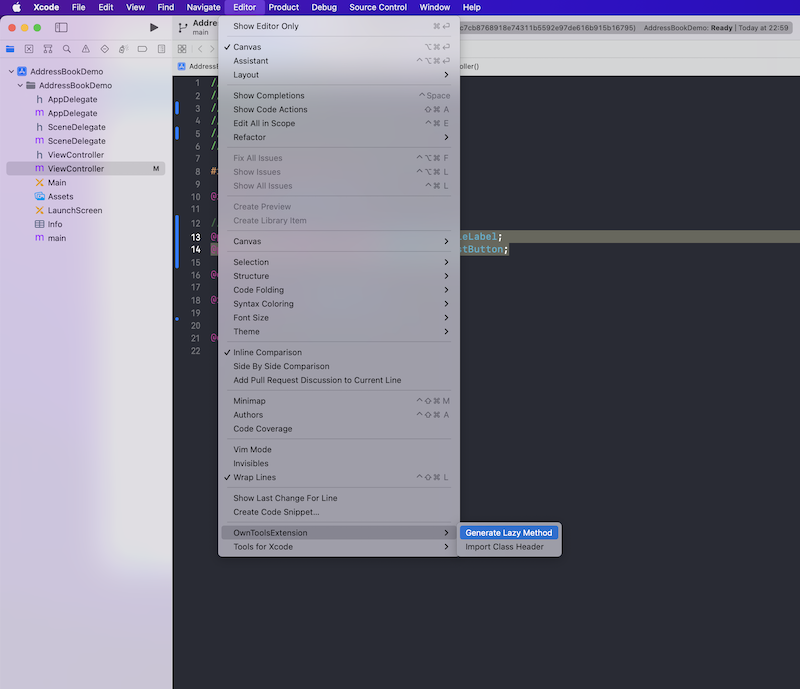 Xcode File Edit View Find Navigate Editor Product Debug Source Control Window Help
Addre
main
c7cb8768918e74311b5592e97de616b915b16795) AddressBookDemo: Ready | Today at 22:59
AddressBookDemo
AddressBookDemo
h AppDelegate
m AppDelegate
h SceneDelegate
m SceneDelegate
h ViewController
m ViewController M
Main
Assets
LaunchScreen
Info
m main
Address
oller()
1 //
2 /
3 /
4 /
5 /
6 /
7
8 #
9
10 @
11
12 /
13 @ eLabel;
14 stButton;
15
16 @
17
18 @
19
20
21 @
22
Show Editor Only ⌘ ↩
✓ Canvas ⌥ ⌘ ↩
Assistant ^ ⌥ ⌘ ↩
Layout >
Show Completions ^ Space
Show Code Actions ⇧ ⌘ A
Edit All in Scope ^ ⌘ E
Refactor >
Fix All Issues ^ ⌥ ⌘ F
Show Issues ^ ⌥ ⌘ L
Show All Issues ^ ⌘ L
Create Preview
Create Library Item
Canvas >
Selection >
Structure >
Code Folding >
Syntax Coloring >
Font Size >
Theme >
✓ Inline Comparison
Side By Side Comparison
Add Pull Request Discussion to Current Line
Minimap ^ ⇧ ⌘ M
Authors ^ ⇧ ⌘ A
Code Coverage
Vim Mode
Invisibles
✓ Wrap Lines ^ ⇧ ⌘ L
Show Last Change For Line
Create Code Snippet...
OwnToolsExtension >
Tools for Xcode >
Generate Lazy Method
Import Class Header